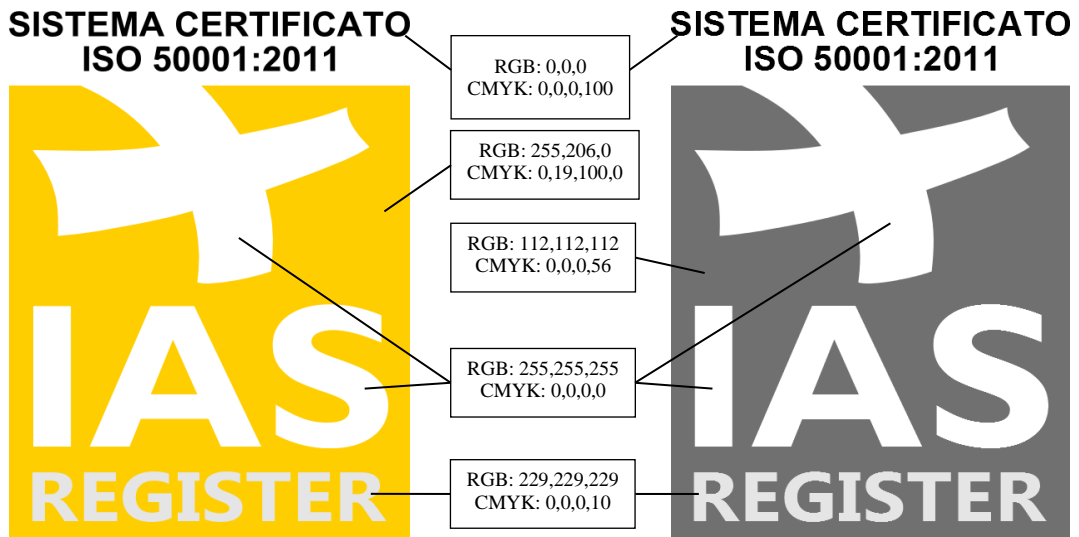 SISTEMA CERTIFICATO
ISO 50001:2011
SISTEMA CERTIFICATO
ISO 50001:2011
RGB: 0,0,0
CMYK: 0,0,0,100
RGB: 255,206,0
CMYK: 0,19,100,0
RGB: 112,112,112
CMYK: 0,0,0,56
RGB: 255,255,255
CMYK: 0,0,0,0
RGB: 229,229,229
CMYK: 0,0,0,10
IAS
REGISTER
IAS
REGISTER